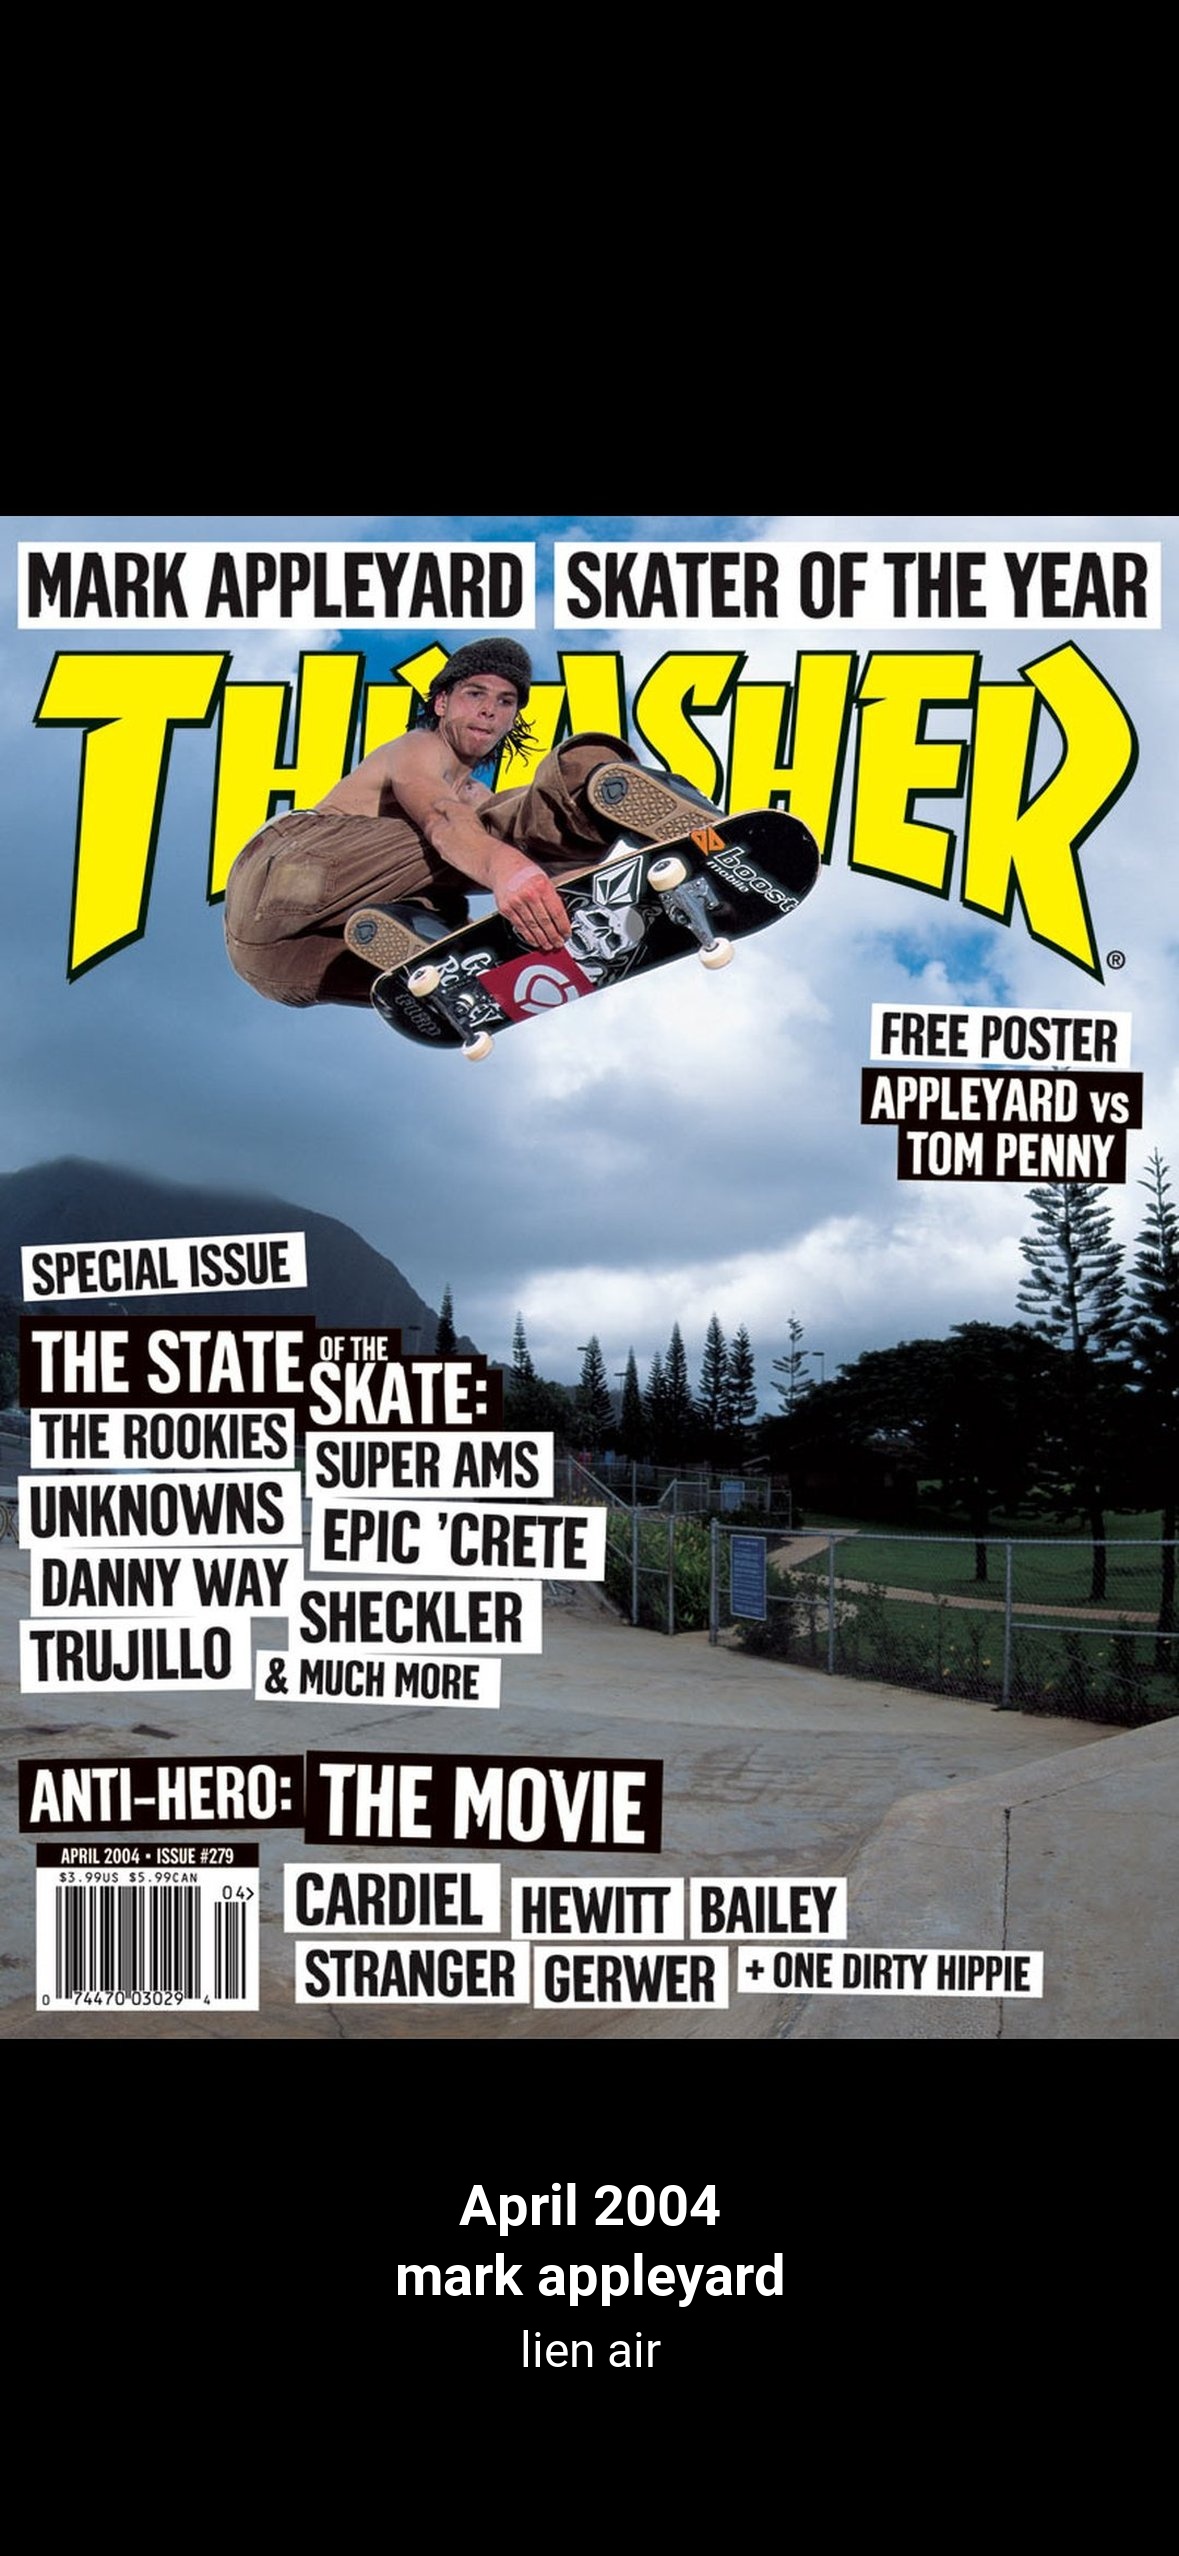 MARK APPLEYARD SKATER OF THE YEAR
THRASHER®
boost
mobile
FREE POSTER
APPLEYARD vs
TOM PENNY
SPECIAL ISSUE
THE STATE OF THE SKATE:
THE ROOKIES
SUPER AMS
UNKNOWNS
EPIC 'CRETE
DANNY WAY
SHECKLER
TRUJILLO
& MUCH MORE
ANTI-HERO: THE MOVIE
APRIL 2004 • ISSUE #279
$3.99US $5.99CAN
04>
0 74470 03029 4
CARDIEL HEWITT BAILEY
STRANGER GERWER + ONE DIRTY HIPPIE
April 2004
mark appleyard
lien air